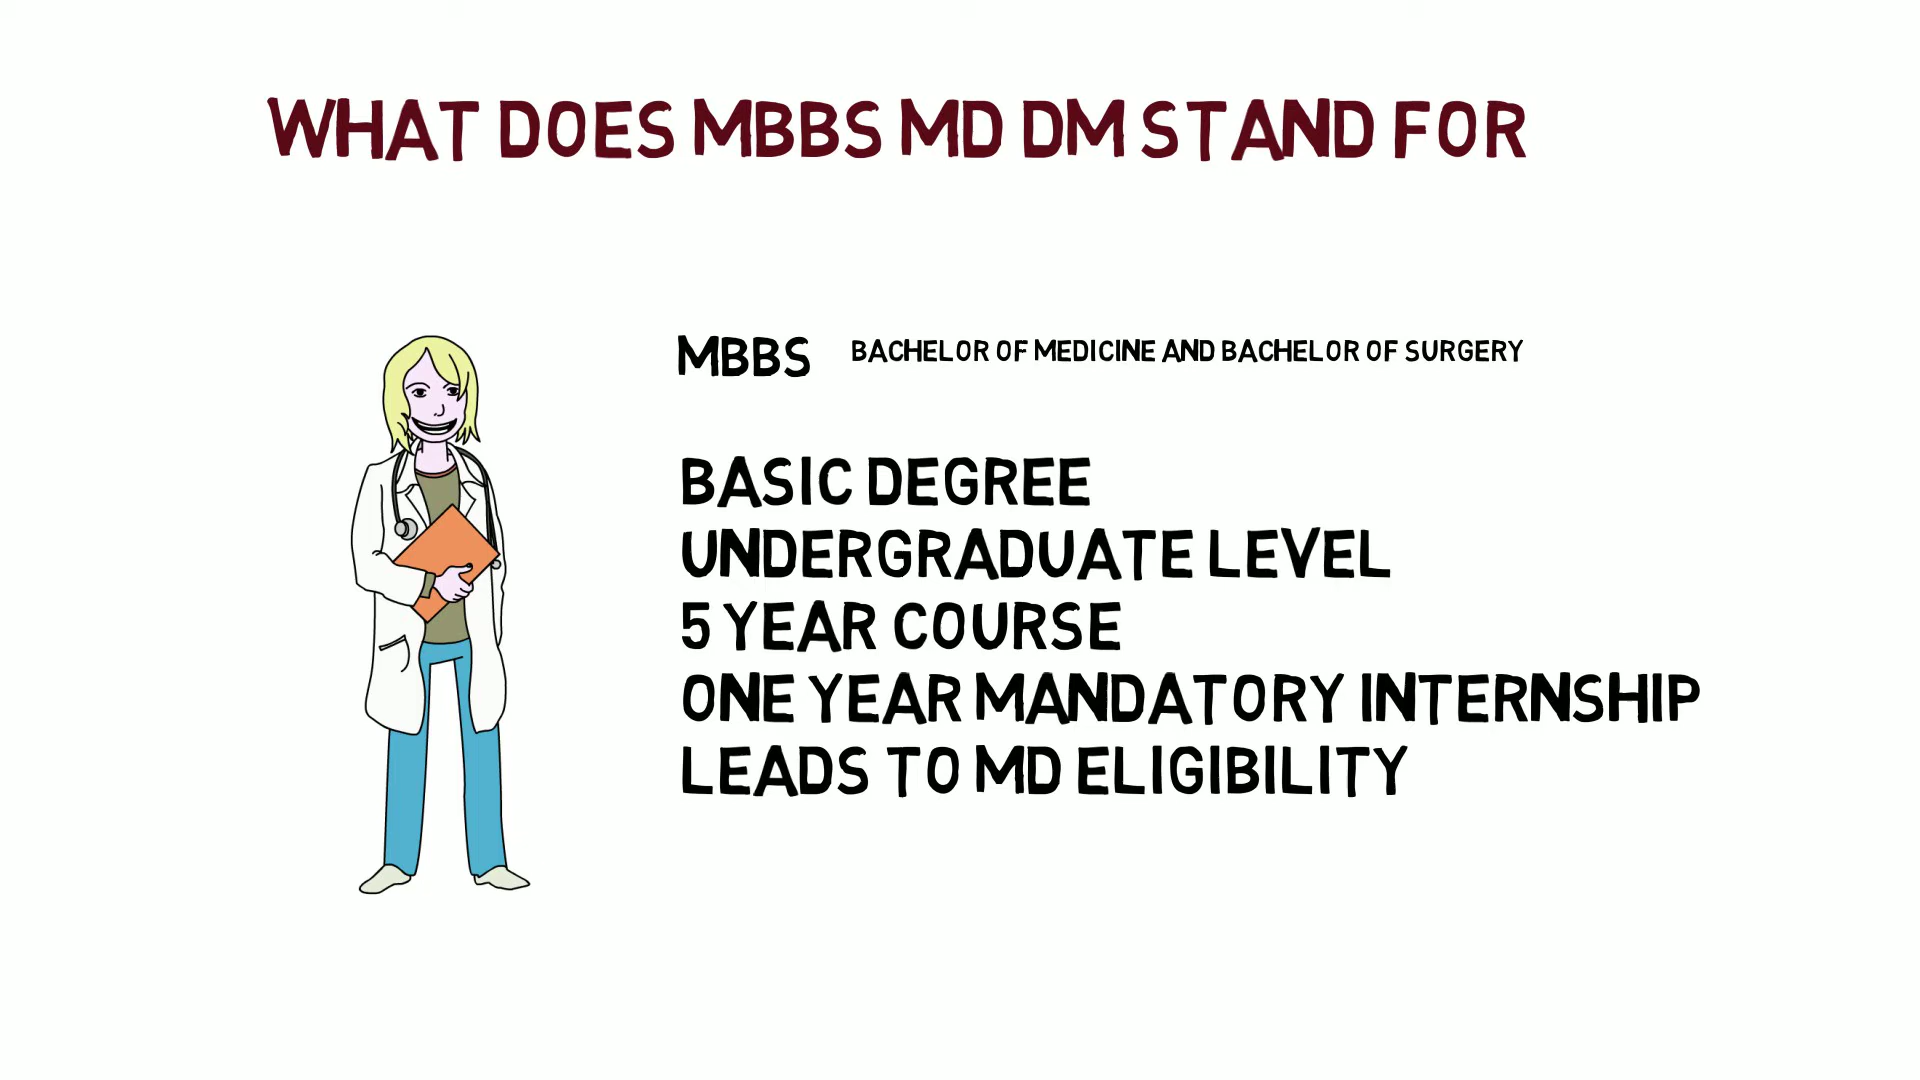 WHAT DOES MBBS MD DM STAND FOR
MBBS BACHELOR OF MEDICINE AND BACHELOR OF SURGERY
BASIC DEGREE
UNDERGRADUATE LEVEL
5 YEAR COURSE
ONE YEAR MANDATORY INTERNSHIP
LEADS TO MD ELIGIBILITY